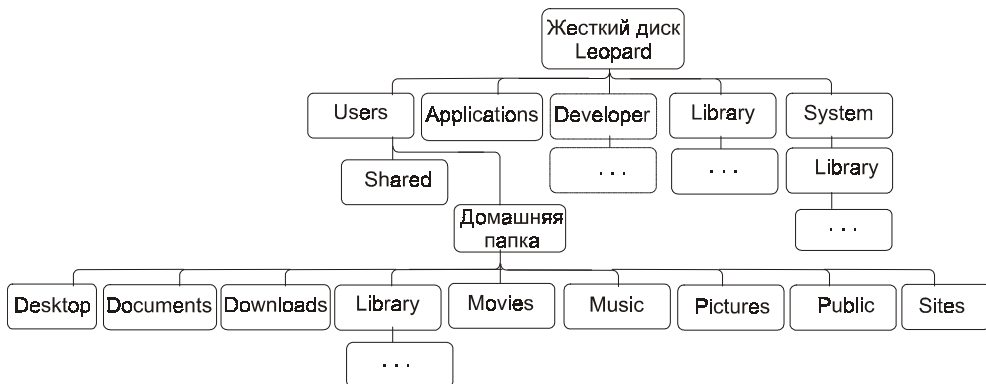 Жесткий диск
Leopard
Users
Applications
Developer
Library
System
Shared
...
...
Library
Домашняя
папка
...
Desktop
Documents
Downloads
Library
Movies
Music
Pictures
Public
Sites
...